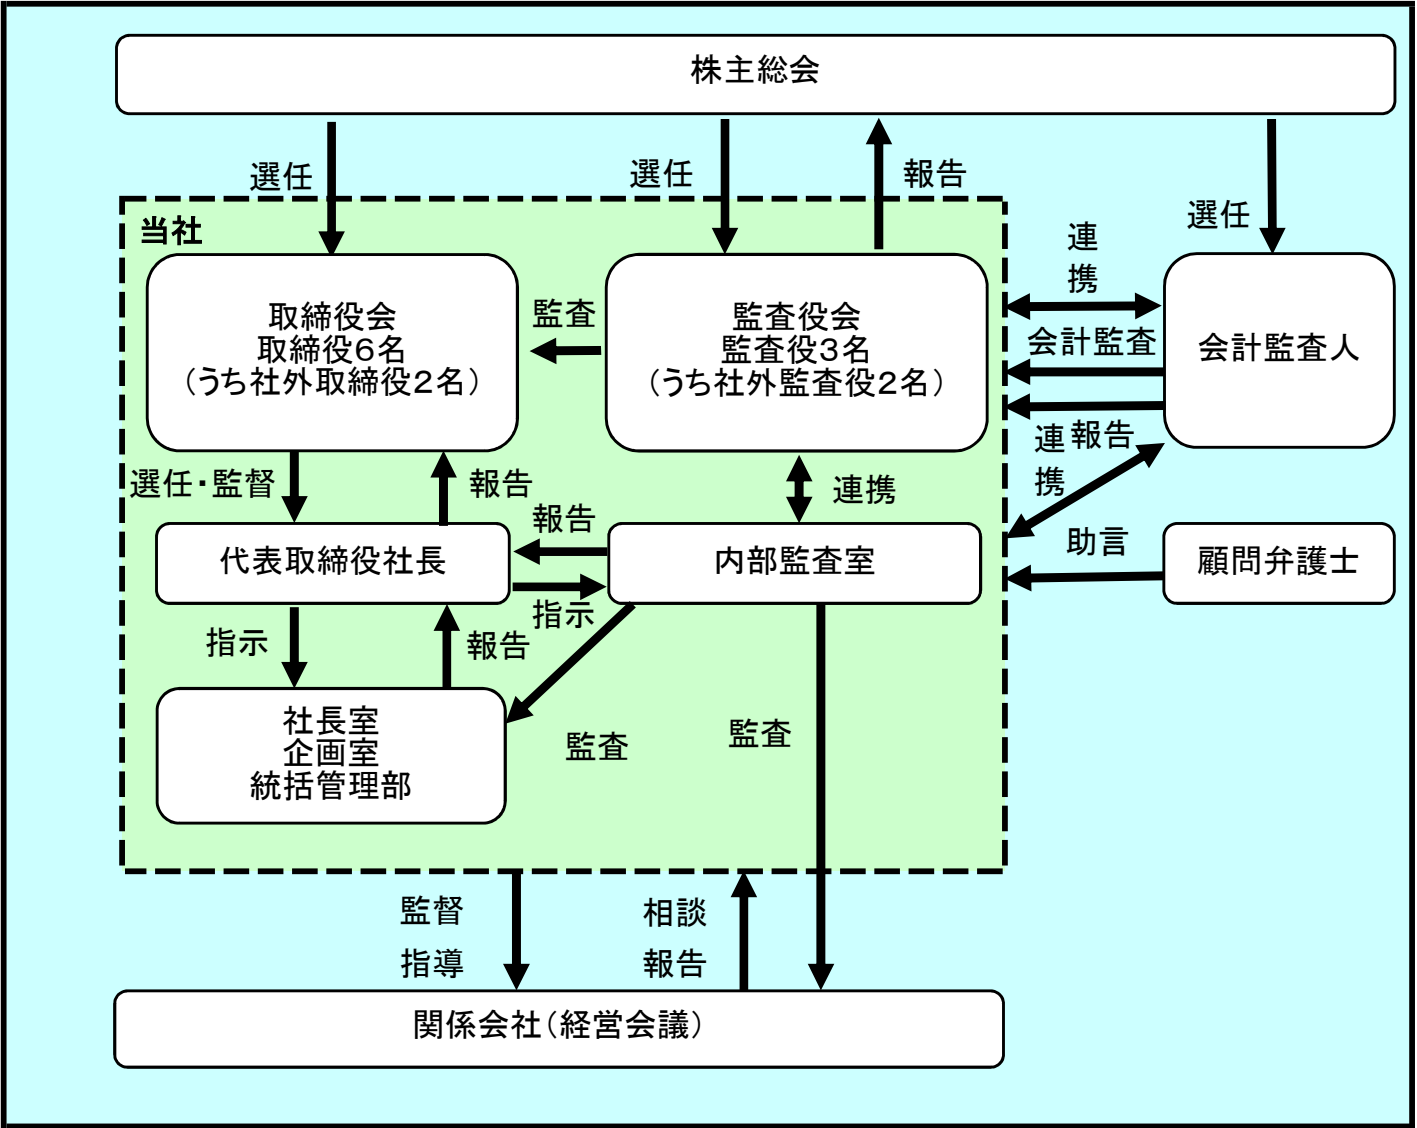 株主総会
選任
選任
報告
選任
当社
連
携
取締役会
取締役６名
（うち社外取締役２名）
監査
監査役会
監査役３名
（うち社外監査役２名）
会計監査
会計監査人
報告
連
携
選任・監督
報告
連携
報告
代表取締役社長
内部監査室
助言
顧問弁護士
指示
指示
報告
社長室
企画室
統括管理部
監査
監査
監督
指導
相談
報告
関係会社（経営会議）